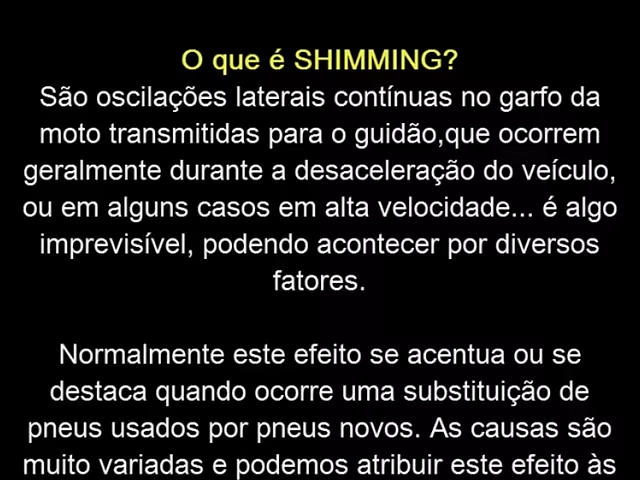 O que é SHIMMING?
São oscilações laterais contínuas no garfo da
moto transmitidas para o guidão,que ocorrem
geralmente durante a desaceleração do veículo,
ou em alguns casos em alta velocidade... é algo
imprevisível, podendo acontecer por diversos
fatores.
Normalmente este efeito se acentua ou se
destaca quando ocorre uma substituição de
pneus usados por pneus novos. As causas são
muito variadas e podemos atribuir este efeito às